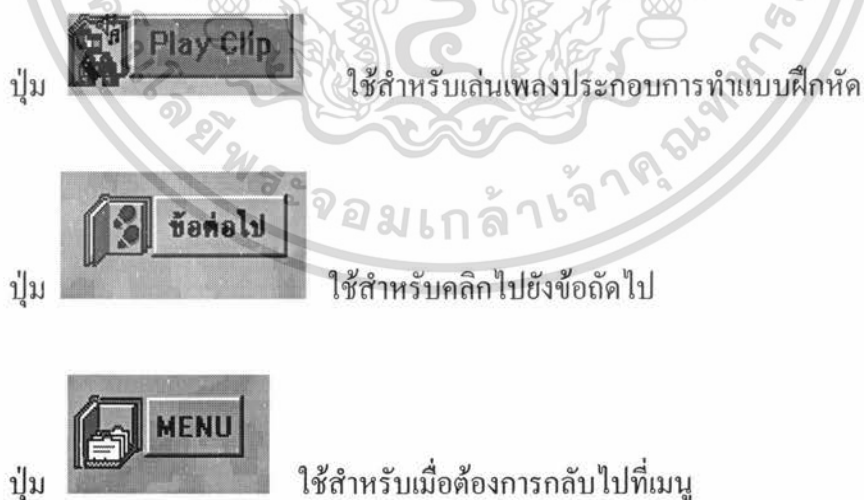 ปุ่ม Play Clip ใช้สำหรับเล่นเพลงประกอบการทำแบบฝึกหัด
ปุ่ม ข้อต่อไป ใช้สำหรับคลิกไปยังข้อถัดไป
ปุ่ม MENU ใช้สำหรับเมื่อต้องการกลับไปที่เมนู